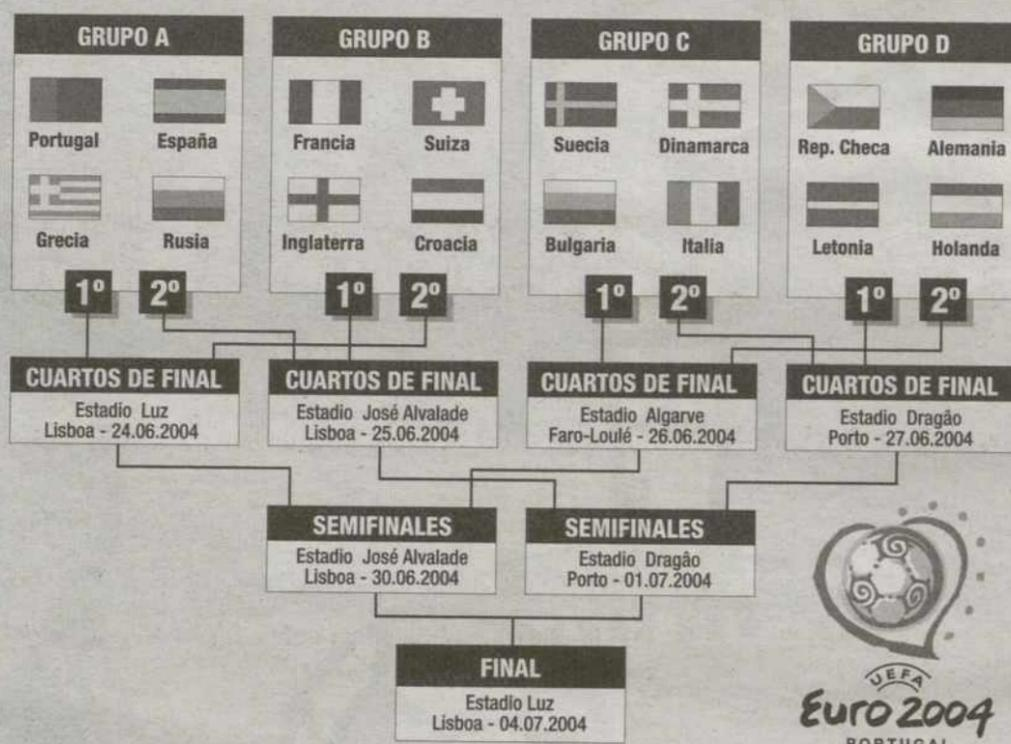 GRUPO A
Portugal España
Grecia Rusia
1º 2º
GRUPO B
Francia Suiza
Inglaterra Croacia
1º 2º
GRUPO C
Suecia Dinamarca
Bulgaria Italia
1º 2º
GRUPO D
Rep. Checa Alemania
Letonia Holanda
1º 2º
CUARTOS DE FINAL
Estadio Luz
Lisboa - 24.06.2004
CUARTOS DE FINAL
Estadio José Alvalade
Lisboa - 25.06.2004
CUARTOS DE FINAL
Estadio Algarve
Faro-Loulé - 26.06.2004
CUARTOS DE FINAL
Estadio Dragâo
Porto - 27.06.2004
SEMIFINALES
Estadio José Alvalade
Lisboa - 30.06.2004
SEMIFINALES
Estadio Dragâo
Porto - 01.07.2004
FINAL
Estadio Luz
Lisboa - 04.07.2004
UEFA
Euro 2004
PORTUGAL